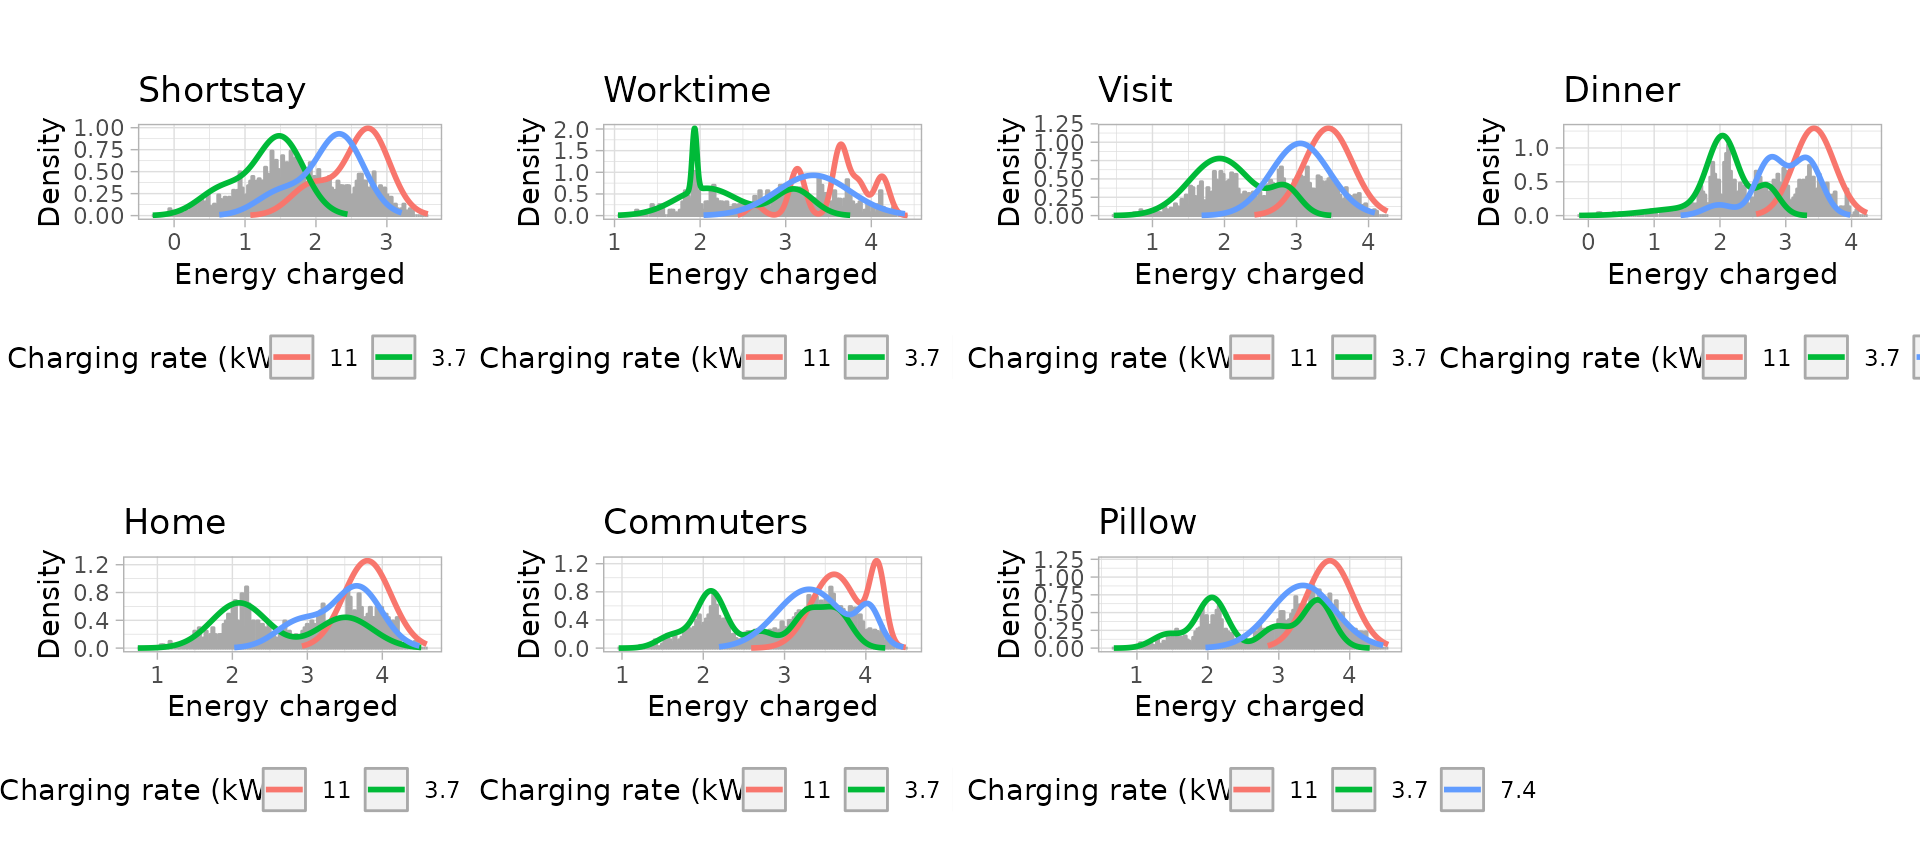 Shortstay
Density
1.00
0.75
0.50
0.25
0.00
0 1 2 3
Energy charged
Charging rate (kW 11 3.7
Worktime
Density
2.0
1.5
1.0
0.5
0.0
1 2 3 4
Energy charged
Charging rate (kW 11 3.7
Visit
Density
1.25
1.00
0.75
0.50
0.25
0.00
1 2 3 4
Energy charged
Charging rate (kW 11 3.7
Dinner
Density
1.0
0.5
0.0
0 1 2 3 4
Energy charged
Charging rate (kW 11 3.7
Home
Density
1.2
0.8
0.4
0.0
1 2 3 4
Energy charged
Charging rate (kW 11 3.7
Commuters
Density
1.2
0.8
0.4
0.0
1 2 3 4
Energy charged
Charging rate (kW 11 3.7
Pillow
Density
1.25
1.00
0.75
0.50
0.25
0.00
1 2 3 4
Energy charged
Charging rate (kW 11 3.7 7.4